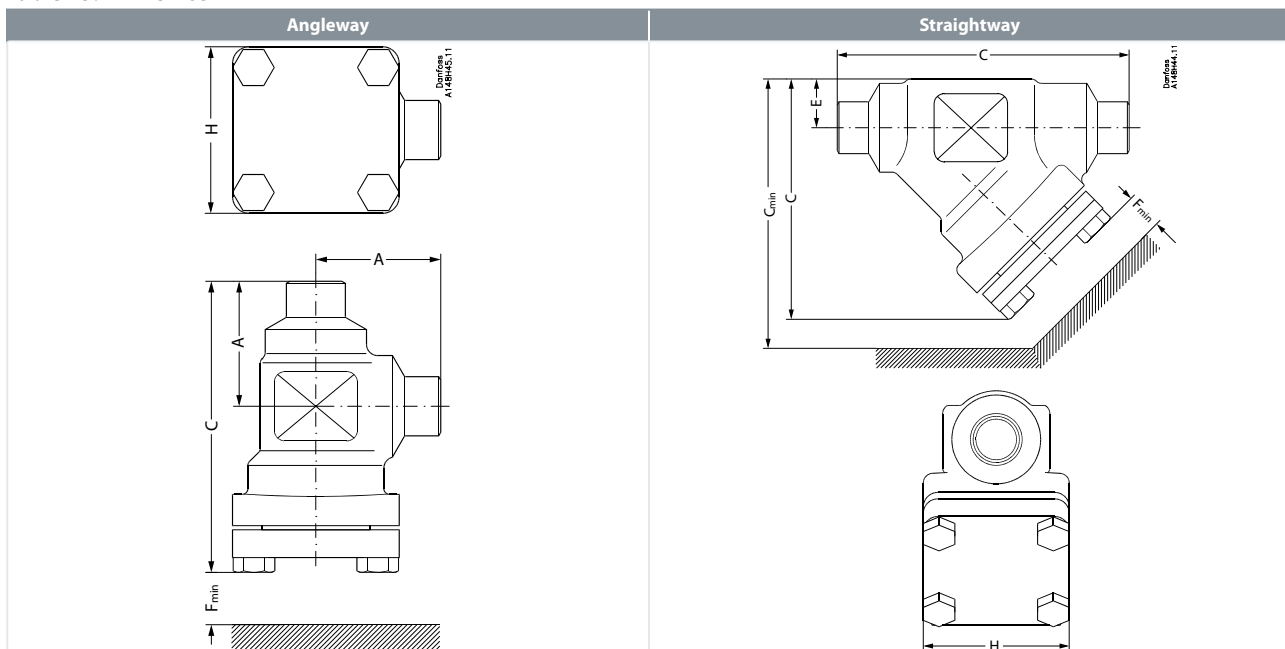 Angleway
Straightway
H
Danfoss
A148H45.11
A
A
C
Fmin
C
Danfoss
A148H44.11
E
Cmin
C
Fmin
H